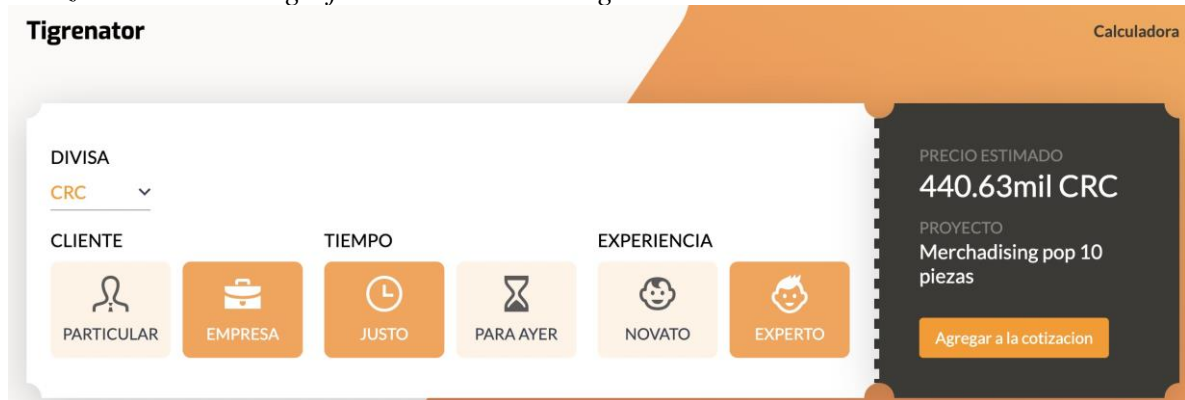 Tigrenator
Calculadora
DIVISA
CRC
CLIENTE
TIEMPO
EXPERIENCIA
PARTICULAR
EMPRESA
JUSTO
PARA AYER
NOVATO
EXPERTO
PRECIO ESTIMADO
440.63mil CRC
PROYECTO
Merchadising pop 10
piezas
Agregar a la cotizacion